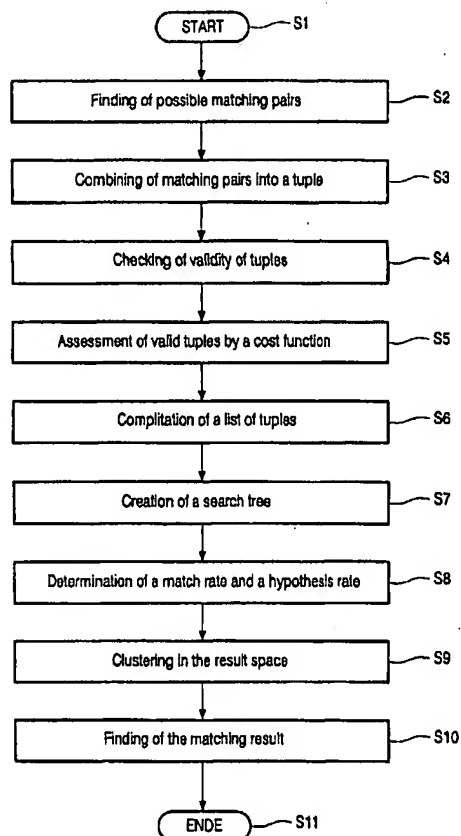 START S1
Finding of possible matching pairs S2
Combining of matching pairs into a tuple S3
Checking of validity of tuples S4
Assessment of valid tuples by a cost function S5
Complitation of a list of tuples S6
Creation of a search tree S7
Determination of a match rate and a hypothesis rate S8
Clustering in the result space S9
Finding of the matching result S10
ENDE S11